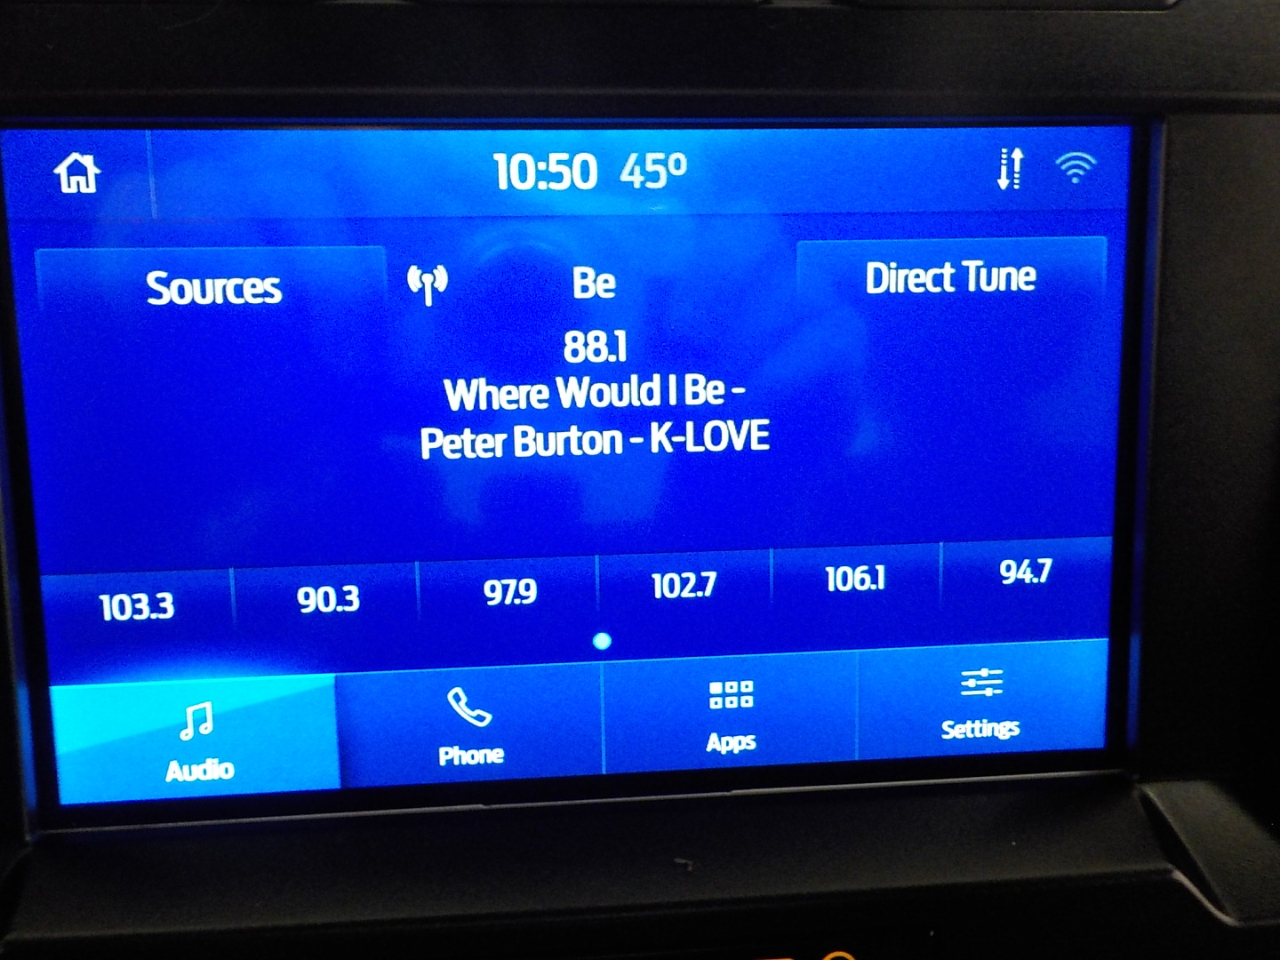 10:50 45º
Sources
Be
Direct Tune
88.1
Where Would I Be -
Peter Burton - K-LOVE
103.3
90.3
97.9
102.7
106.1
94.7
Audio
Phone
Apps
Settings